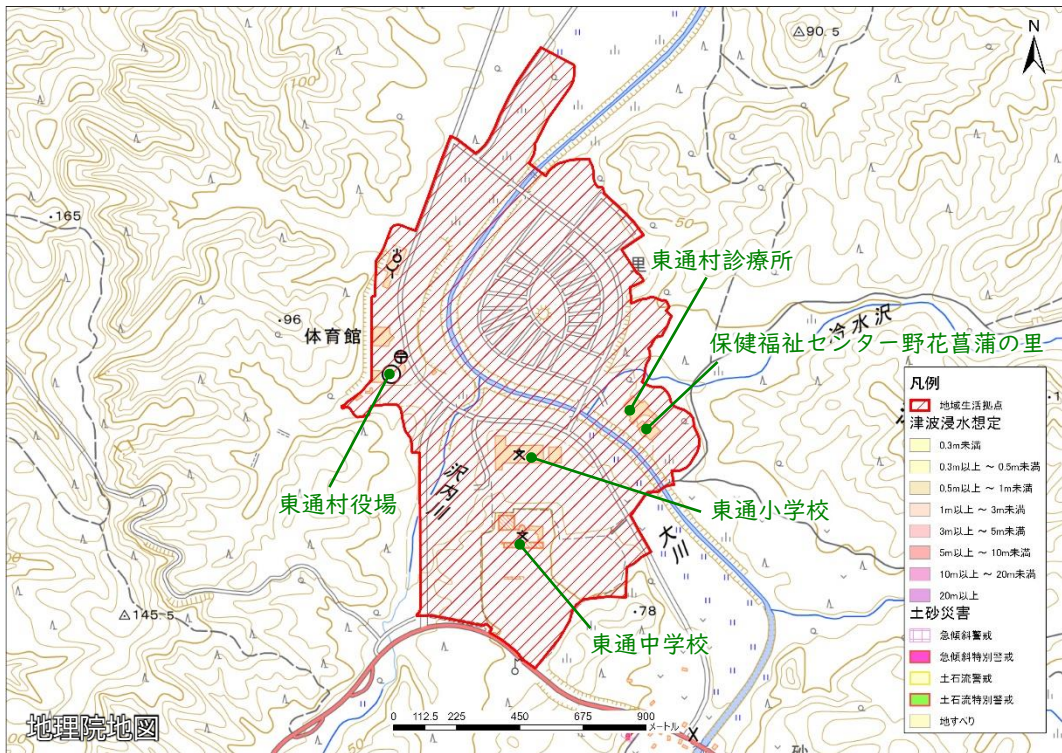 N
90.5
100
165
50
里
東通村診療所
96
体育館
冷水沢
保健福祉センター野花菖蒲の里
凡例
地域生活拠点
津波浸水想定
0.3m未満
0.3m以上 ～ 0.5m未満
0.5m以上 ～ 1m未満
1m以上 ～ 3m未満
3m以上 ～ 5m未満
5m以上 ～ 10m未満
10m以上 ～ 20m未満
20m以上
土砂災害
急傾斜警戒
急傾斜特別警戒
土石流警戒
土石流特別警戒
地すべり
沢内川
東通村役場
東通小学校
大川
145.5
78
東通中学校
地理院地図
0 112.5 225 450 675 900
メートル
砂